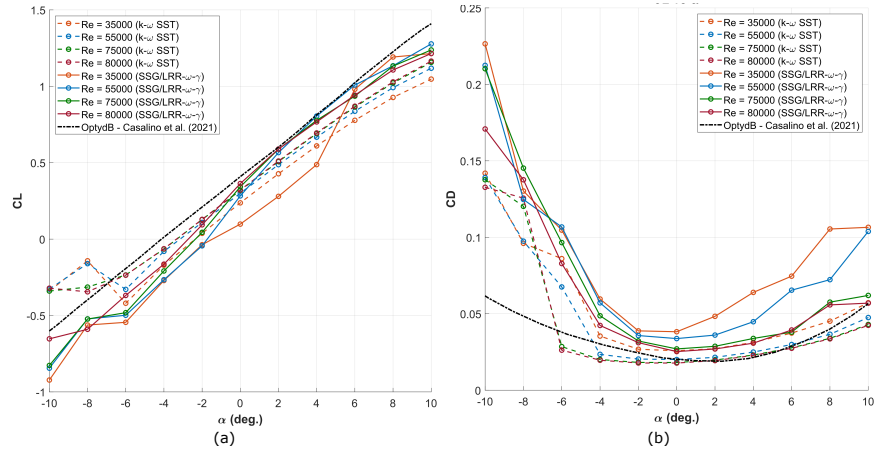 1.5
1
0.5
0
-0.5
-1
CL
Re = 35000 (k-ω SST)
Re = 55000 (k-ω SST)
Re = 75000 (k-ω SST)
Re = 80000 (k-ω SST)
Re = 35000 (SSG/LRR-ω-γ)
Re = 55000 (SSG/LRR-ω-γ)
Re = 75000 (SSG/LRR-ω-γ)
Re = 80000 (SSG/LRR-ω-γ)
OptydB - Casalino et al. (2021)
-10 -8 -6 -4 -2 0 2 4 6 8 10
α (deg.)
(a)
0.25
0.2
0.15
0.1
0.05
0
CD
Re = 35000 (k-ω SST)
Re = 55000 (k-ω SST)
Re = 75000 (k-ω SST)
Re = 80000 (k-ω SST)
Re = 35000 (SSG/LRR-ω-γ)
Re = 55000 (SSG/LRR-ω-γ)
Re = 75000 (SSG/LRR-ω-γ)
Re = 80000 (SSG/LRR-ω-γ)
OptydB - Casalino et al. (2021)
-10 -8 -6 -4 -2 0 2 4 6 8 10
α (deg.)
(b)